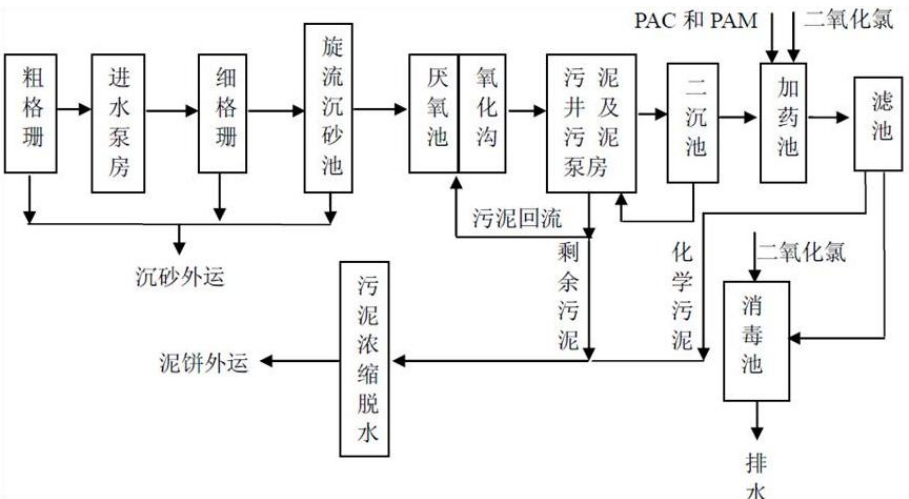 PAC 和 PAM
二氧化氯
粗格珊
进水泵房
细格珊
旋流沉砂池
厌氧池
氧化沟
污 泥
井 及
污 泥
泵房
二沉池
加药池
滤池
污泥回流
沉砂外运
剩余污泥
化学污泥
二氧化氯
污泥浓缩脱水
泥饼外运
消毒池
排水